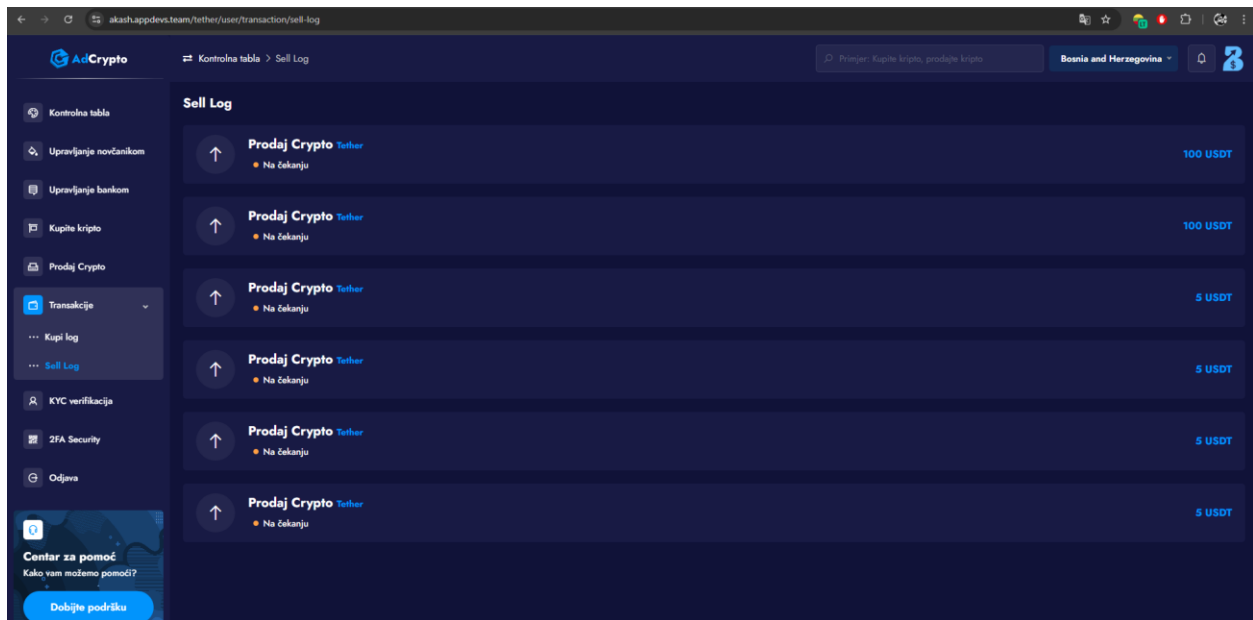 akash.appdevs.team/tether/user/transaction/sell-log
AdCrypto
Kontrolna tabla > Sell Log
Primjer: Kupite kripto, prodajte kripto
Bosnia and Herzegovina
Kontrolna tabla
Upravljanje novčanikom
Upravljanje bankom
Kupite kripto
Prodaj Crypto
Transakcije
Kupi log
Sell Log
KYC verifikacija
2FA Security
Odjava
Centar za pomoć
Kako vam možemo pomoći?
Dobijte podršku
Sell Log
Prodaj Crypto Tether
Na čekanju
100 USDT
Prodaj Crypto Tether
Na čekanju
100 USDT
Prodaj Crypto Tether
Na čekanju
5 USDT
Prodaj Crypto Tether
Na čekanju
5 USDT
Prodaj Crypto Tether
Na čekanju
5 USDT
Prodaj Crypto Tether
Na čekanju
5 USDT